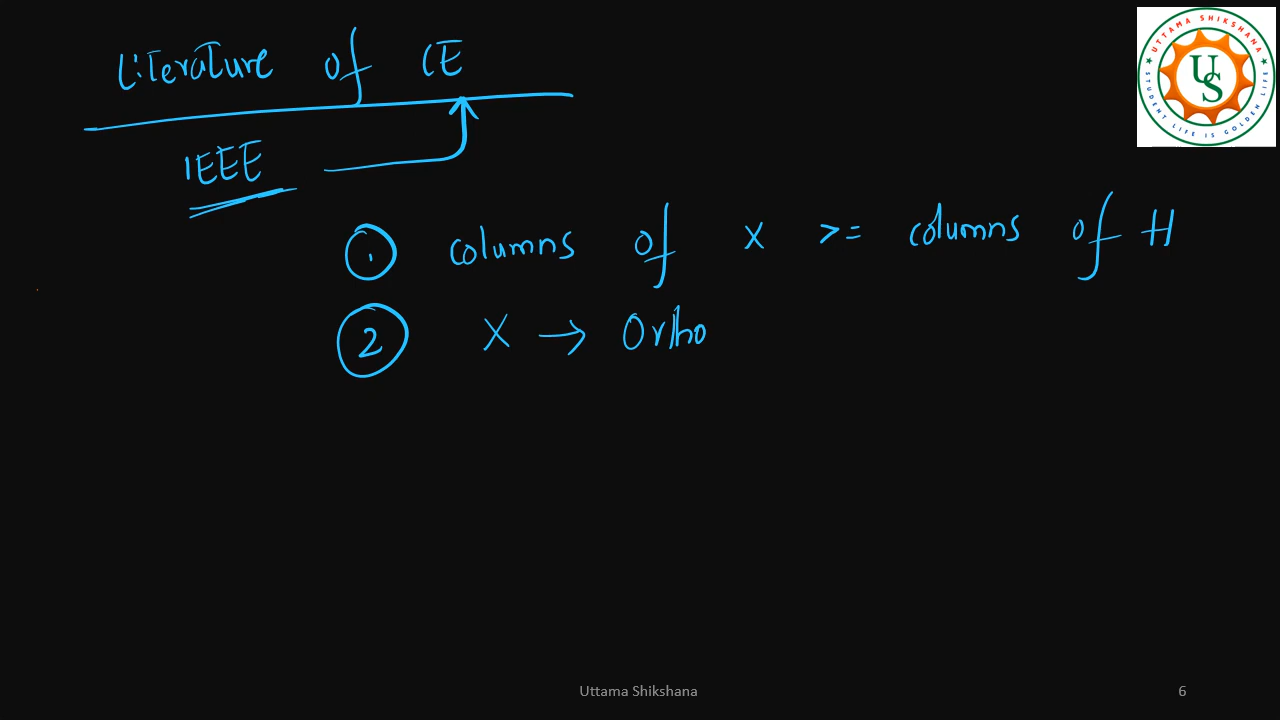 Literature of CE
IEEE
1 columns of X >= columns of H
2 X → Ortho
UTTAMA SHIKSHANA
US
STUDENT LIFE IS GOLDEN LIFE
Uttama Shikshana
6